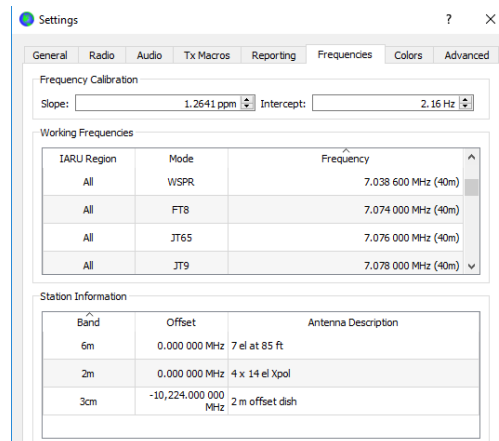 Settings ? ×
General Radio Audio Tx Macros Reporting Frequencies Colors Advanced
Frequency Calibration
Slope: 1.2641 ppm Intercept: 2.16 Hz
Working Frequencies
IARU Region Mode Frequency
All WSPR 7.038 600 MHz (40m)
All FT8 7.074 000 MHz (40m)
All JT65 7.076 000 MHz (40m)
All JT9 7.078 000 MHz (40m)
Station Information
Band Offset Antenna Description
6m 0.000 000 MHz 7 el at 85 ft
2m 0.000 000 MHz 4 x 14 el Xpol
3cm -10,224.000 000 MHz 2 m offset dish